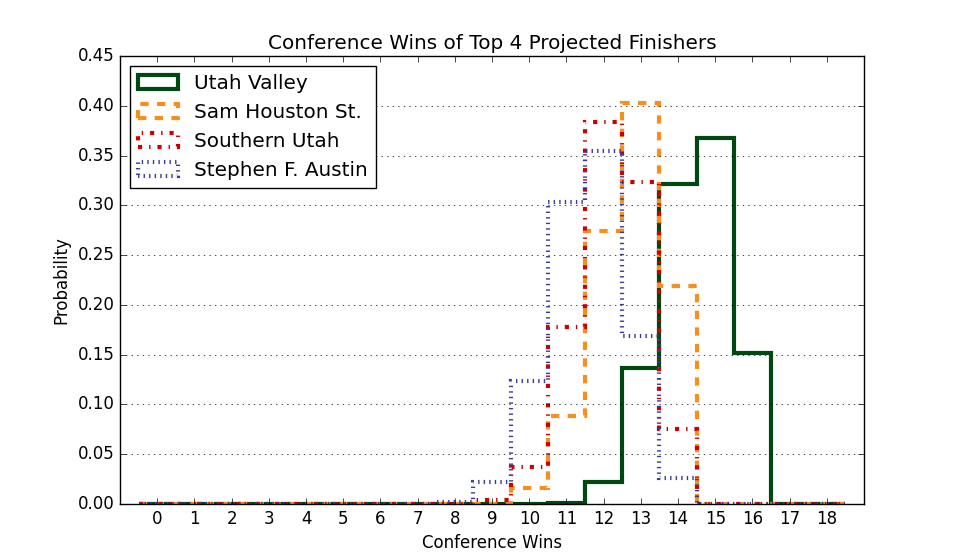 Conference Wins of Top 4 Projected Finishers
Utah Valley
Sam Houston St.
Southern Utah
Stephen F. Austin
0.45
0.40
0.35
0.30
0.25
0.20
0.15
0.10
0.05
0.00
Probability
0 1 2 3 4 5 6 7 8 9 10 11 12 13 14 15 16 17 18
Conference Wins